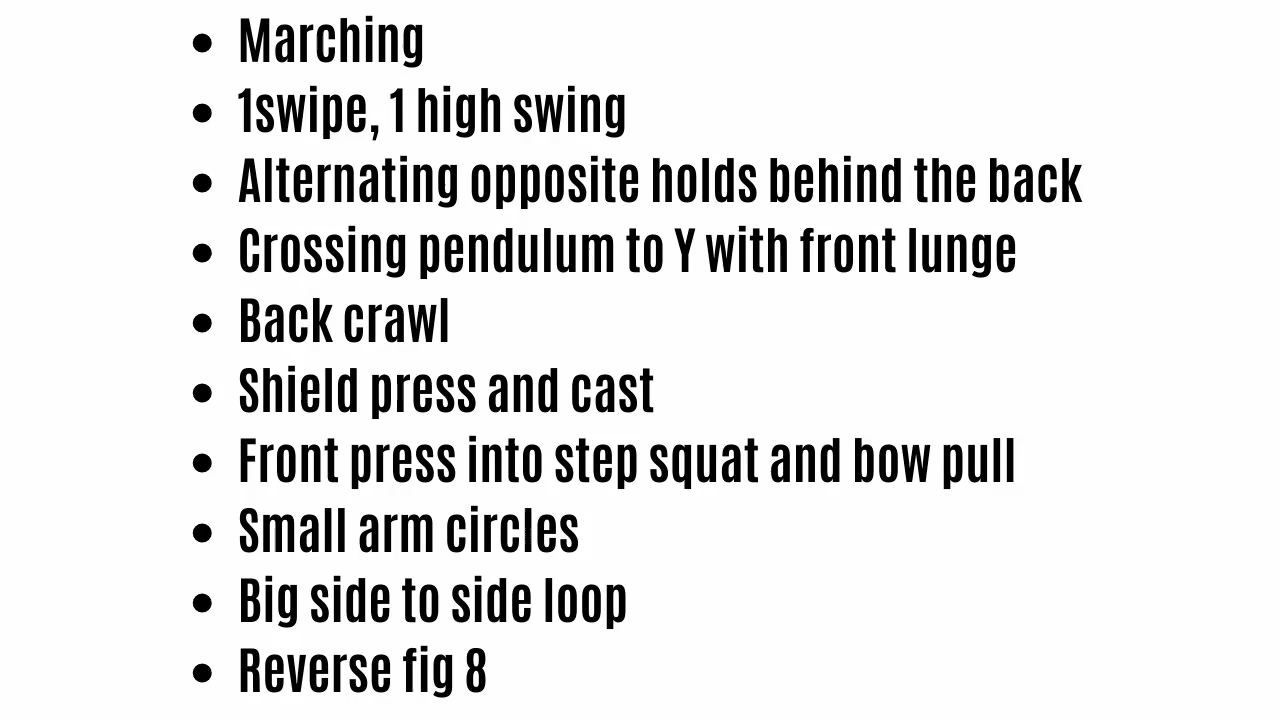 • Marching
• 1swipe, 1 high swing
• Alternating opposite holds behind the back
• Crossing pendulum to Y with front lunge
• Back crawl
• Shield press and cast
• Front press into step squat and bow pull
• Small arm circles
• Big side to side loop
• Reverse fig 8